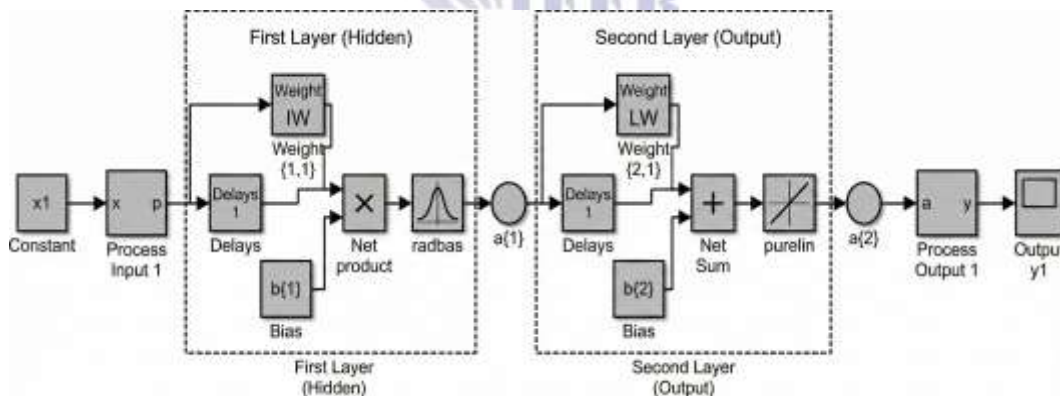 First Layer (Hidden)
Second Layer (Output)
Weight
IW
Weight
{1,1}
Weight
LW
Weight
{2,1}
x1
Constant
x
p
Process
Input 1
Delays
1
Delays
×
Net
product
radbas
a{1}
Delays
1
Delays
+
Net
Sum
purelin
a{2}
a
y
Process
Output 1
Output
y1
b{1}
Bias
b{2}
Bias
First Layer
(Hidden)
Second Layer
(Output)